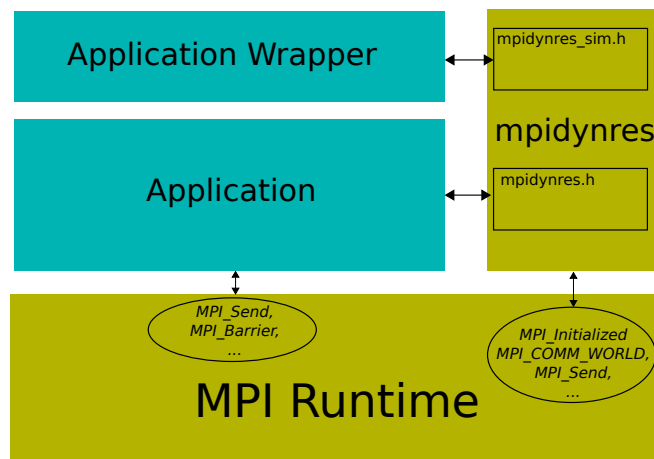 Application Wrapper
mpidynres_sim.h
mpidynres
Application
mpidynres.h
MPI_Send,
MPI_Barrier,
...
MPI_Initialized
MPI_COMM_WORLD,
MPI_Send,
...
MPI Runtime